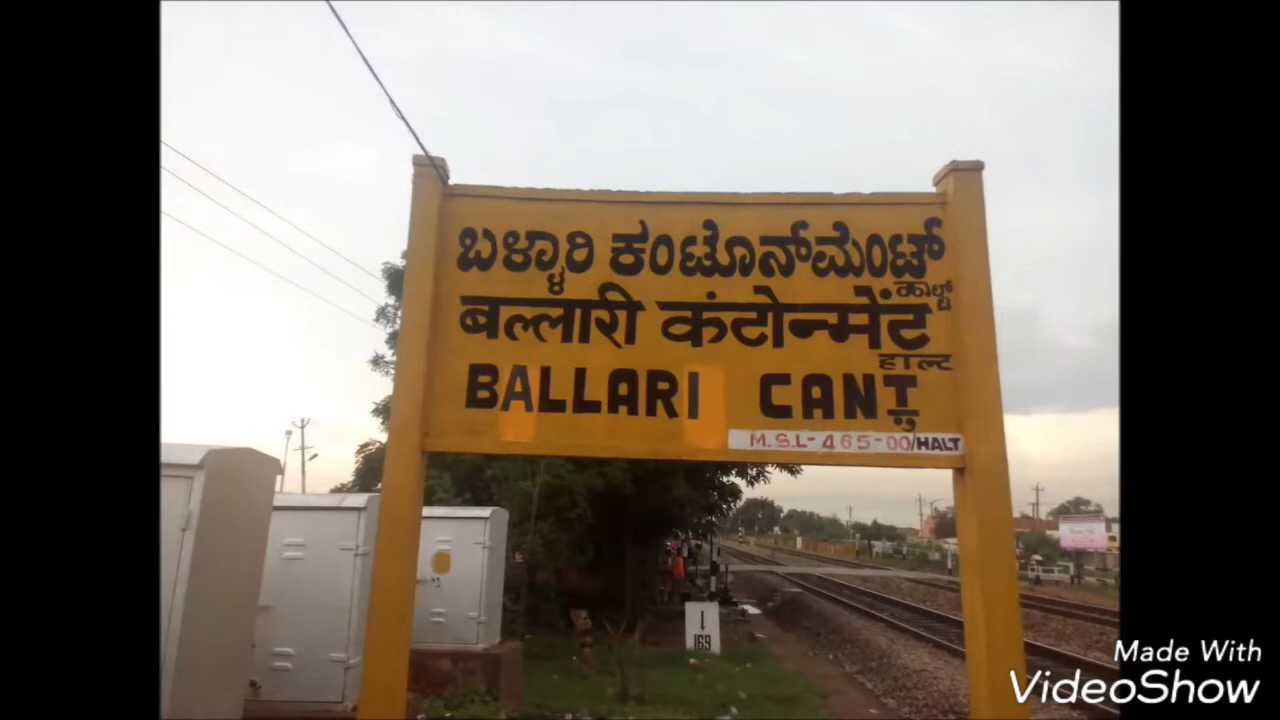 ಬಳ್ಳಾರಿ ಕಂಟೋನ್‌ಮೆಂಟ್
ಹಾಲ್ಟ್
बल्लारी कंटोन्मेंट
हाल्ट
BALLARI CANT
M.S.L-465-00/HALT
169
Made With
VideoShow